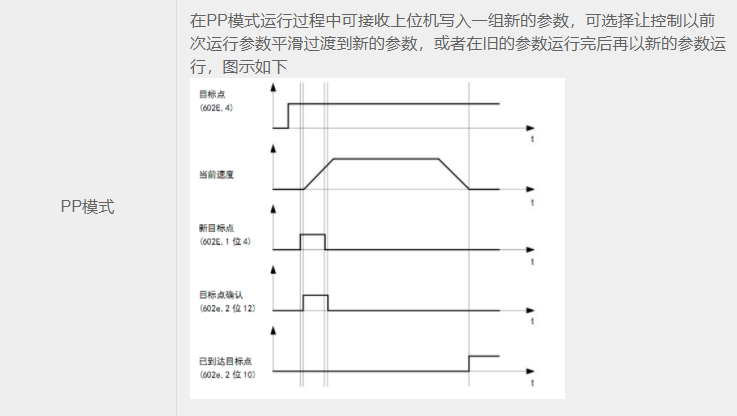 在PP模式运行过程中可接收上位机写入一组新的参数，可选择让控制以前
次运行参数平滑过渡到新的参数，或者在旧的参数运行完后再以新的参数运
行，图示如下
PP模式
目标点
(602E, 4)
t
当前速度
t
新目标点
(602E, 1 位 4)
t
目标点确认
(602e, 2 位 12)
t
已到达目标点
(602e, 2 位 10)
t